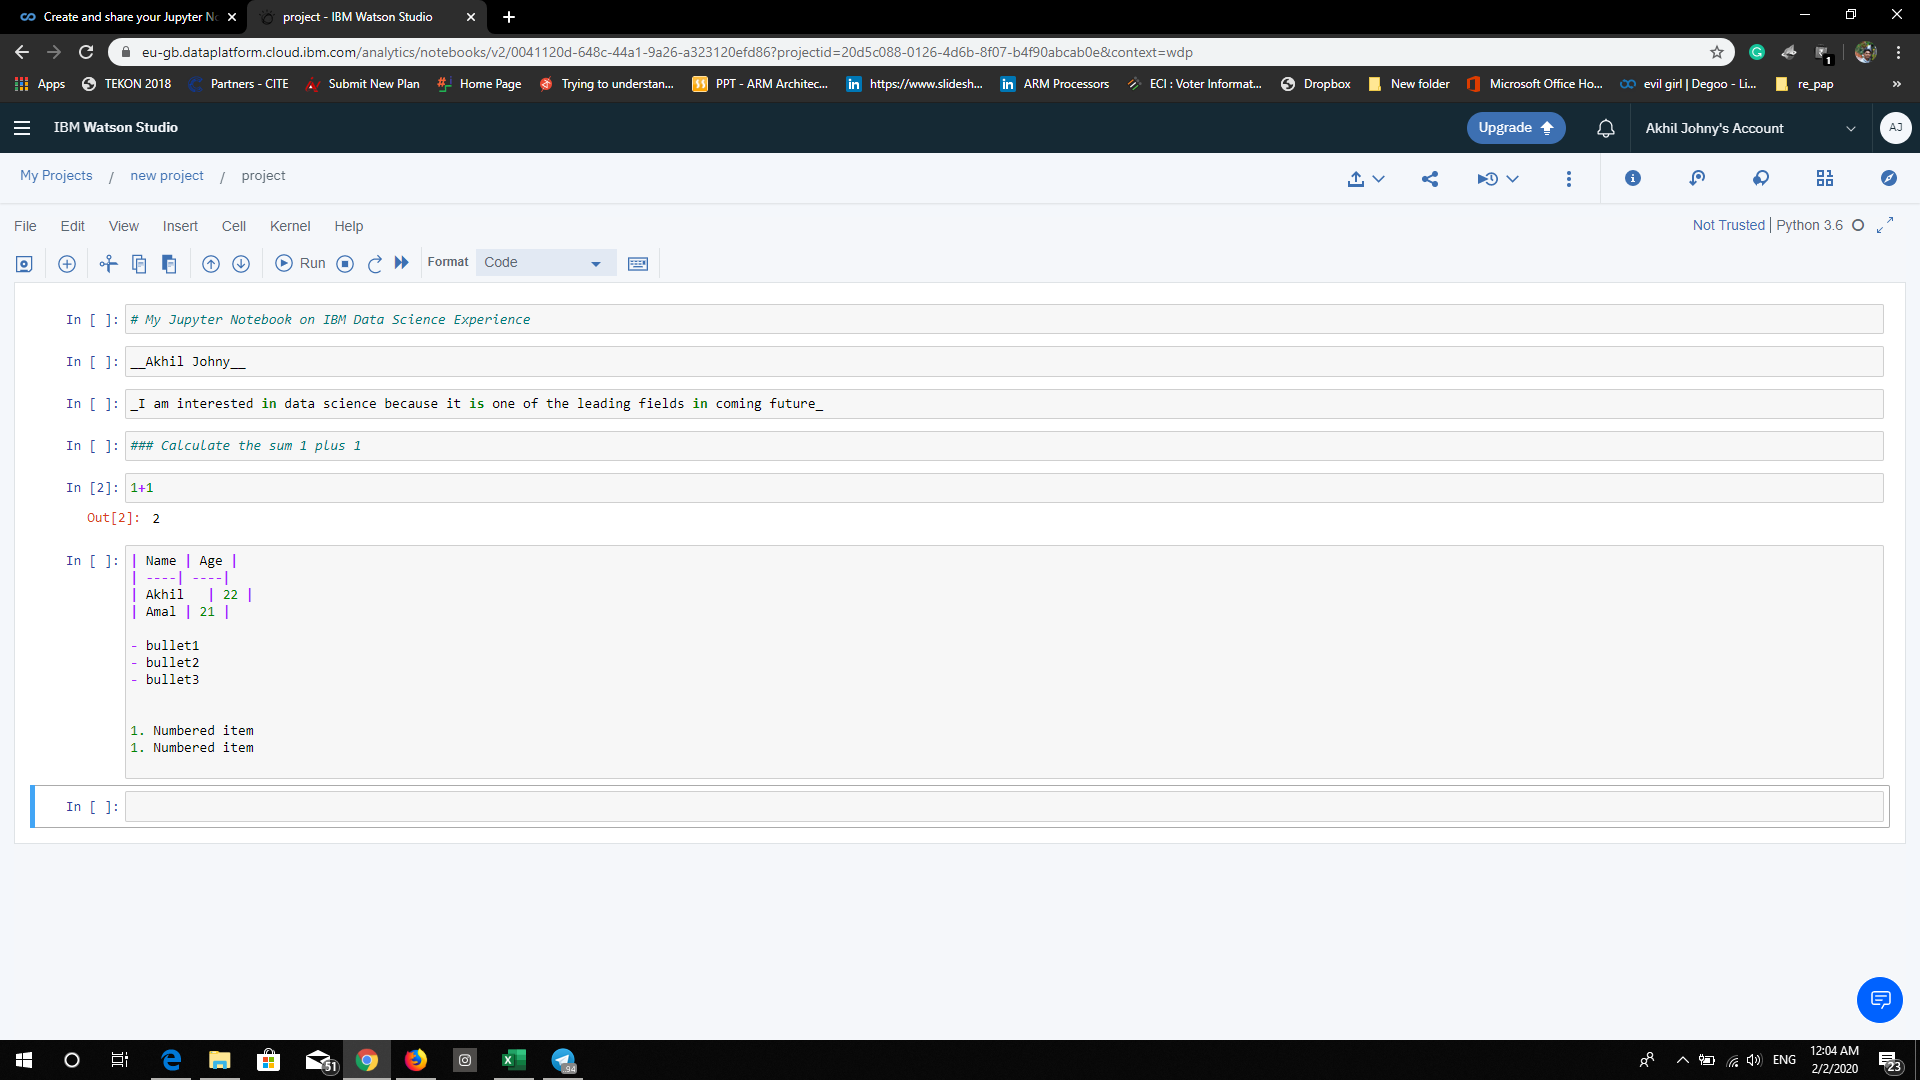 Create and share your Jupyter No
project - IBM Watson Studio
eu-gb.dataplatform.cloud.ibm.com/analytics/notebooks/v2/0041120d-648c-44a1-9a26-a323120efd86?projectid=20d5c088-0126-4d6b-8f07-b4f90abcab0e&context=wdp
1
Apps TEKON 2018 Partners - CITE Submit New Plan Home Page Trying to understan... PPT - ARM Architec... https://www.slidesh... ARM Processors ECI : Voter Informat... Dropbox New folder Microsoft Office Ho... evil girl | Degoo - Li... re_pap »
IBM Watson Studio Upgrade Akhil Johny's Account AJ
My Projects / new project / project
File Edit View Insert Cell Kernel Help Not Trusted | Python 3.6
Run Format Code
In [ ]: # My Jupyter Notebook on IBM Data Science Experience
In [ ]: __Akhil Johny__
In [ ]: _I am interested in data science because it is one of the leading fields in coming future_
In [ ]: ### Calculate the sum 1 plus 1
In [2]: 1+1
Out[2]: 2
In [ ]: | Name | Age |
| ----| ----|
| Akhil   | 22 |
| Amal | 21 |
- bullet1
- bullet2
- bullet3
1. Numbered item
1. Numbered item
In [ ]:
51 .94 ENG 12:04 AM
2/2/2020 23